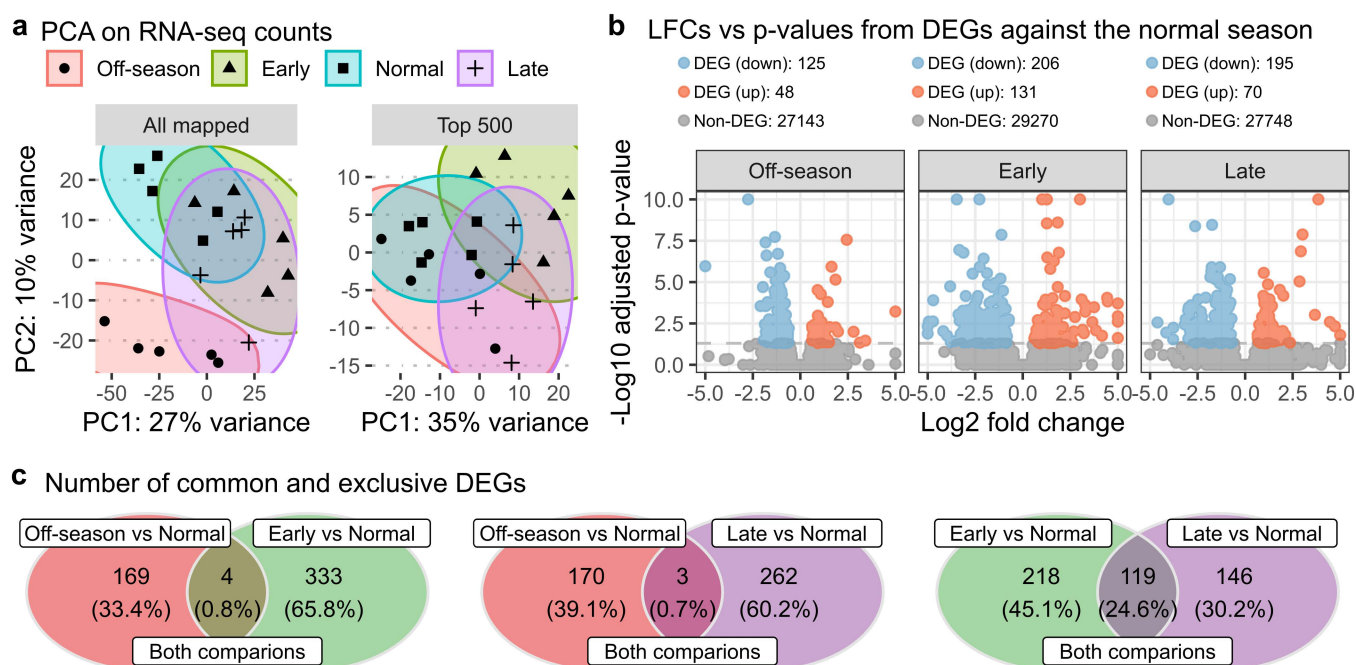 a PCA on RNA-seq counts
Off-season Early Normal Late
All mapped
Top 500
PC2: 10% variance
20
10
0
-10
-20
-50 -25 0 25
PC1: 27% variance
10
5
0
-5
-10
-15
-20 -10 0 10 20
PC1: 35% variance
b LFCs vs p-values from DEGs against the normal season
DEG (down): 125
DEG (up): 48
Non-DEG: 27143
DEG (down): 206
DEG (up): 131
Non-DEG: 29270
DEG (down): 195
DEG (up): 70
Non-DEG: 27748
Off-season
Early
Late
-Log10 adjusted p-value
10.0
7.5
5.0
2.5
0.0
-5.0 -2.5 0.0 2.5 5.0
-5.0 -2.5 0.0 2.5 5.0
-5.0 -2.5 0.0 2.5 5.0
Log2 fold change
c Number of common and exclusive DEGs
Off-season vs Normal
Early vs Normal
169 4 333
(33.4%) (0.8%) (65.8%)
Both comparions
Off-season vs Normal
Late vs Normal
170 3 262
(39.1%) (0.7%) (60.2%)
Both comparions
Early vs Normal
Late vs Normal
218 119 146
(45.1%) (24.6%) (30.2%)
Both comparions